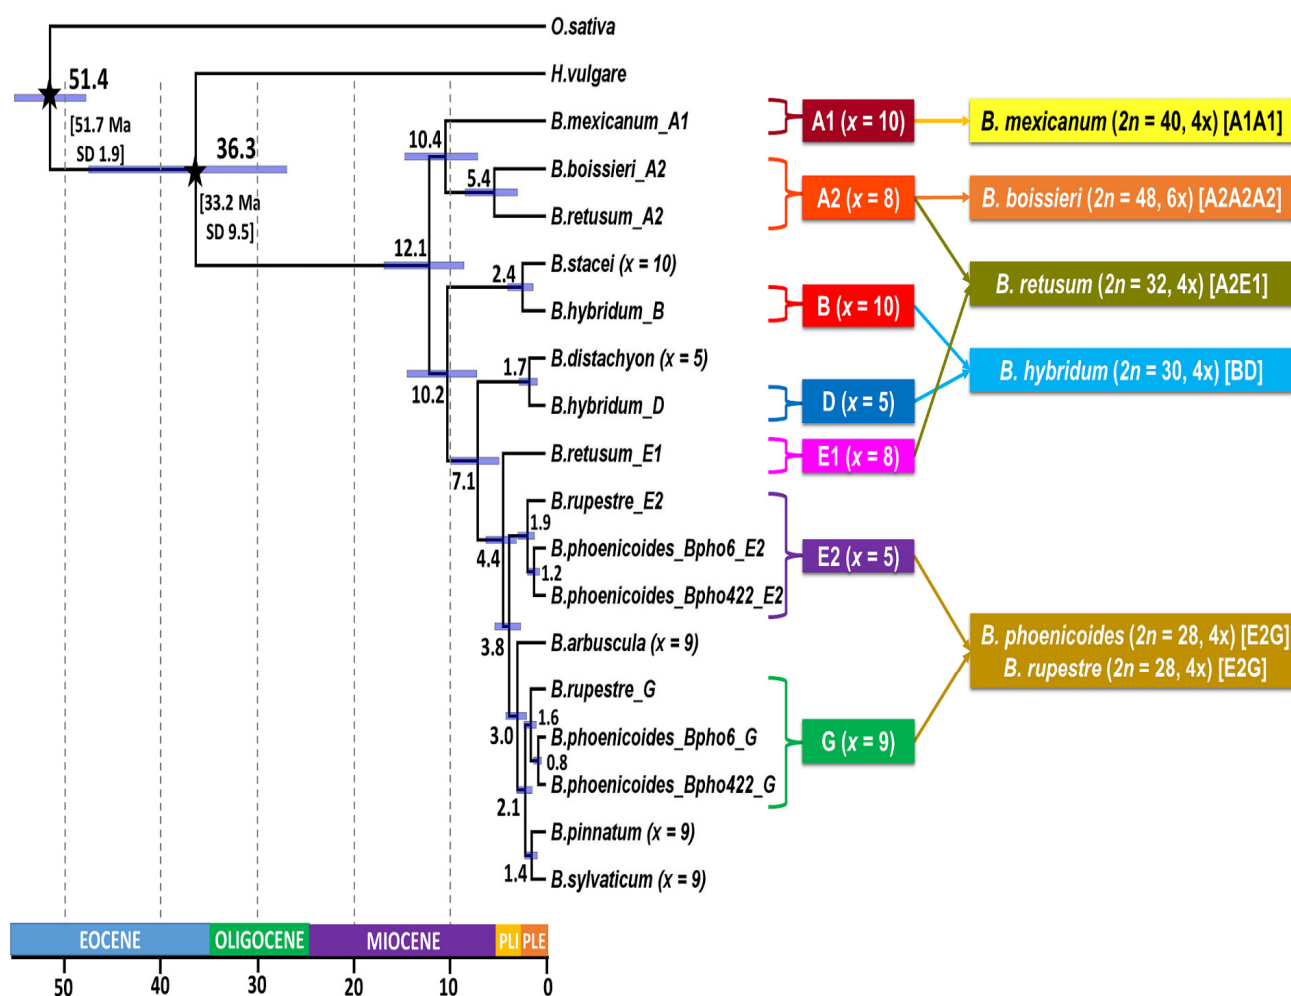 O.sativa
H.vulgare
B.mexicanum_A1
B.boissieri_A2
B.retusum_A2
B.stacei (x = 10)
B.hybridum_B
B.distachyon (x = 5)
B.hybridum_D
B.retusum_E1
B.rupestre_E2
B.phoenicoides_Bpho6_E2
B.phoenicoides_Bpho422_E2
B.arbuscula (x = 9)
B.rupestre_G
B.phoenicoides_Bpho6_G
B.phoenicoides_Bpho422_G
B.pinnatum (x = 9)
B.sylvaticum (x = 9)
51.4
[51.7 Ma
SD 1.9]
36.3
[33.2 Ma
SD 9.5]
12.1
10.4
5.4
10.2
2.4
7.1
1.7
4.4
3.8
1.9
1.2
3.0
2.1
1.6
0.8
1.4
A1 (x = 10)
A2 (x = 8)
B (x = 10)
D (x = 5)
E1 (x = 8)
E2 (x = 5)
G (x = 9)
B. mexicanum (2n = 40, 4x) [A1A1]
B. boissieri (2n = 48, 6x) [A2A2A2]
B. retusum (2n = 32, 4x) [A2E1]
B. hybridum (2n = 30, 4x) [BD]
B. phoenicoides (2n = 28, 4x) [E2G]
B. rupestre (2n = 28, 4x) [E2G]
EOCENE OLIGOCENE MIOCENE PLI PLE
50 40 30 20 10 0